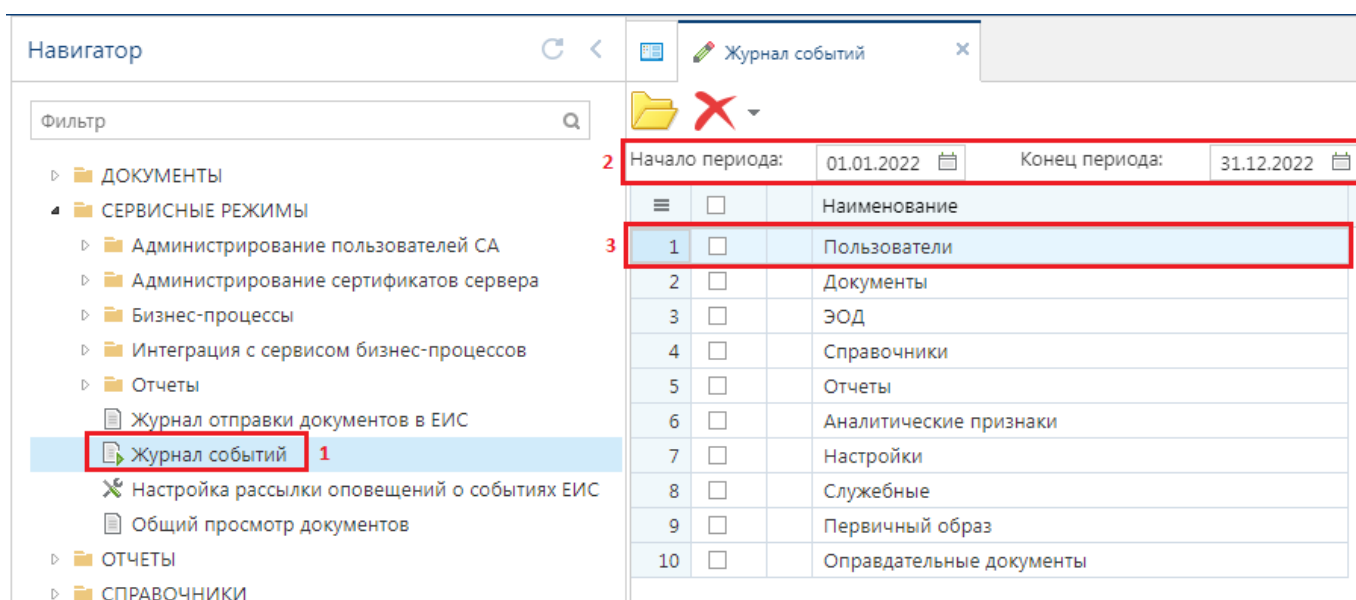 Навигатор
Журнал событий
Фильтр
2 Начало периода: 01.01.2022 Конец периода: 31.12.2022
ДОКУМЕНТЫ
СЕРВИСНЫЕ РЕЖИМЫ
Администрирование пользователей СА
Администрирование сертификатов сервера
Бизнес-процессы
Интеграция с сервисом бизнес-процессов
Отчеты
Журнал отправки документов в ЕИС
Журнал событий 1
Настройка рассылки оповещений о событиях ЕИС
Общий просмотр документов
ОТЧЕТЫ
СПРАВОЧНИКИ
Наименование
3 1 Пользователи
2 Документы
3 ЭОД
4 Справочники
5 Отчеты
6 Аналитические признаки
7 Настройки
8 Служебные
9 Первичный образ
10 Оправдательные документы